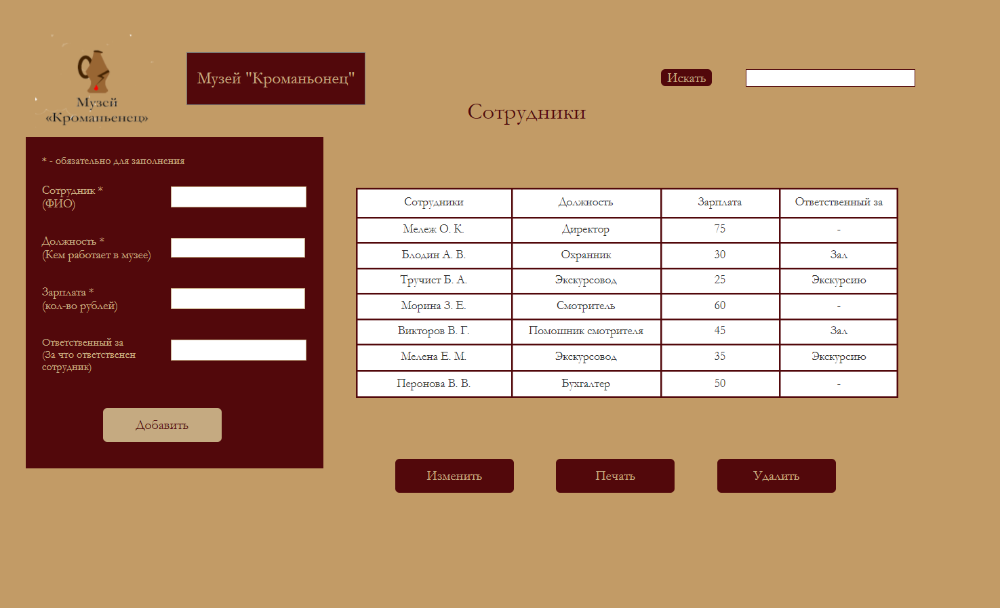 Музей
«Кроманьенец»
Музей "Кроманьонец"
Искать
Сотрудники
* - обязательно для заполнения
Сотрудник *
(ФИО)
Должность *
(Кем работает в музее)
Зарплата *
(кол-во рублей)
Ответственный за
(За что ответственен
сотрудник)
Добавить
Сотрудники Должность Зарплата Ответственный за
Мележ О. К. Директор 75 -
Блодин А. В. Охранник 30 Зал
Тручист Б. А. Экскурсовод 25 Экскурсию
Морина З. Е. Смотритель 60 -
Викторов В. Г. Помошник смотрителя 45 Зал
Мелена Е. М. Экскурсовод 35 Экскурсию
Перонова В. В. Бухгалтер 50 -
Изменить Печать Удалить